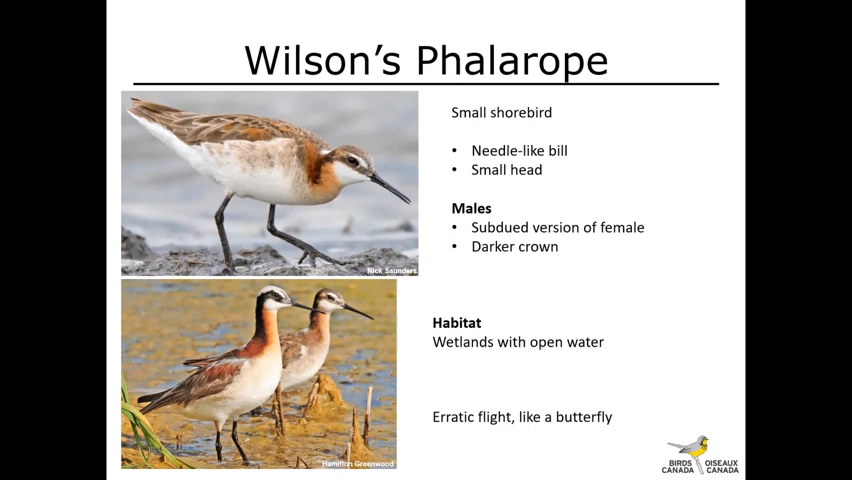 Wilson's Phalarope
Small shorebird
• Needle-like bill
• Small head
Males
• Subdued version of female
• Darker crown
Nick Saunders
Habitat
Wetlands with open water
Erratic flight, like a butterfly
Hamilton Greenwood
BIRDS CANADA
OISEAUX CANADA